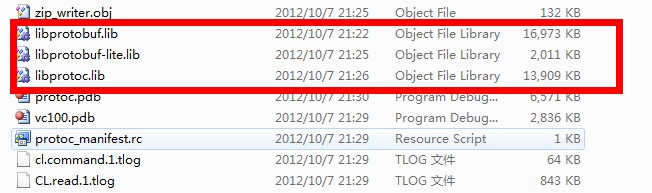 zip_writer.obj 2012/10/7 21:25 Object File 132 KB
libprotobuf.lib 2012/10/7 21:22 Object File Library 16,973 KB
libprotobuf-lite.lib 2012/10/7 21:25 Object File Library 2,011 KB
libprotoc.lib 2012/10/7 21:26 Object File Library 13,909 KB
protoc.pdb 2012/10/7 21:30 Program Debug... 6,571 KB
vc100.pdb 2012/10/7 21:29 Program Debug... 2,836 KB
protoc_manifest.rc 2012/10/7 21:29 Resource Script 1 KB
cl.command.1.tlog 2012/10/7 21:29 TLOG 文件 64 KB
CL.read.1.tlog 2012/10/7 21:29 TLOG 文件 843 KB